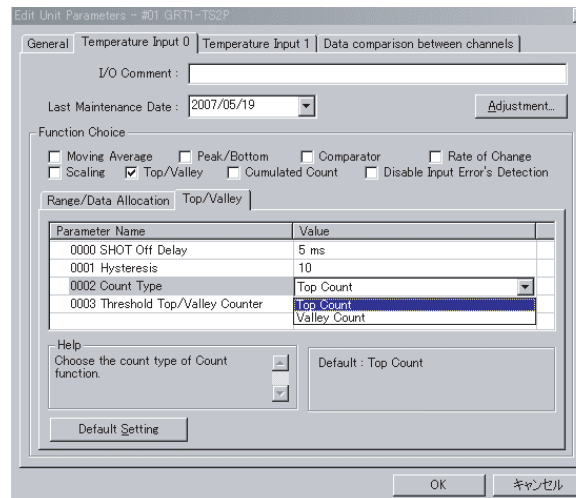 Edit Unit Parameters - #01 GRT1-TS2P
General Temperature Input 0 Temperature Input 1 Data comparison between channels
I/O Comment :
Last Maintenance Date : 2007/05/19 Adjustment...
Function Choice
Moving Average Peak/Bottom Comparator Rate of Change
Scaling Top/Valley Cumulated Count Disable Input Error's Detection
Range/Data Allocation Top/Valley
Parameter Name Value
0000 SHOT Off Delay 5 ms
0001 Hysteresis 10
0002 Count Type Top Count
0003 Threshold Top/Valley Counter Top Count
Valley Count
Help
Choose the count type of Count
function.
Default : Top Count
Default Setting
OK キャンセル